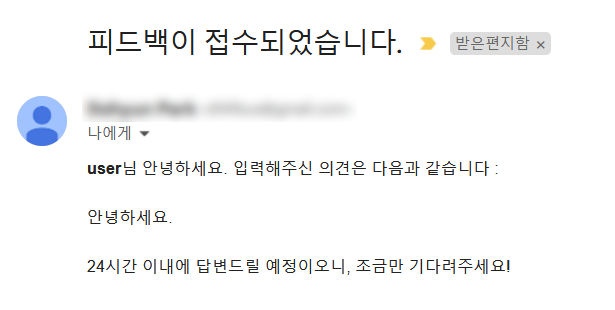 피드백이 접수되었습니다.
받은편지함 ×
나에게
user님 안녕하세요. 입력해주신 의견은 다음과 같습니다 :
안녕하세요.
24시간 이내에 답변드릴 예정이오니, 조금만 기다려주세요!